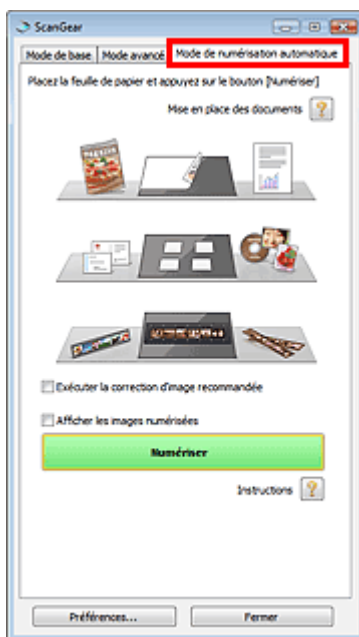 ScanGear
Mode de base Mode avancé Mode de numérisation automatique
Placez la feuille de papier et appuyez sur le bouton [Numériser]
Mise en place des documents ?
Exécuter la correction d'image recommandée
Afficher les images numérisées
Numériser
Instructions ?
Préférences... Fermer